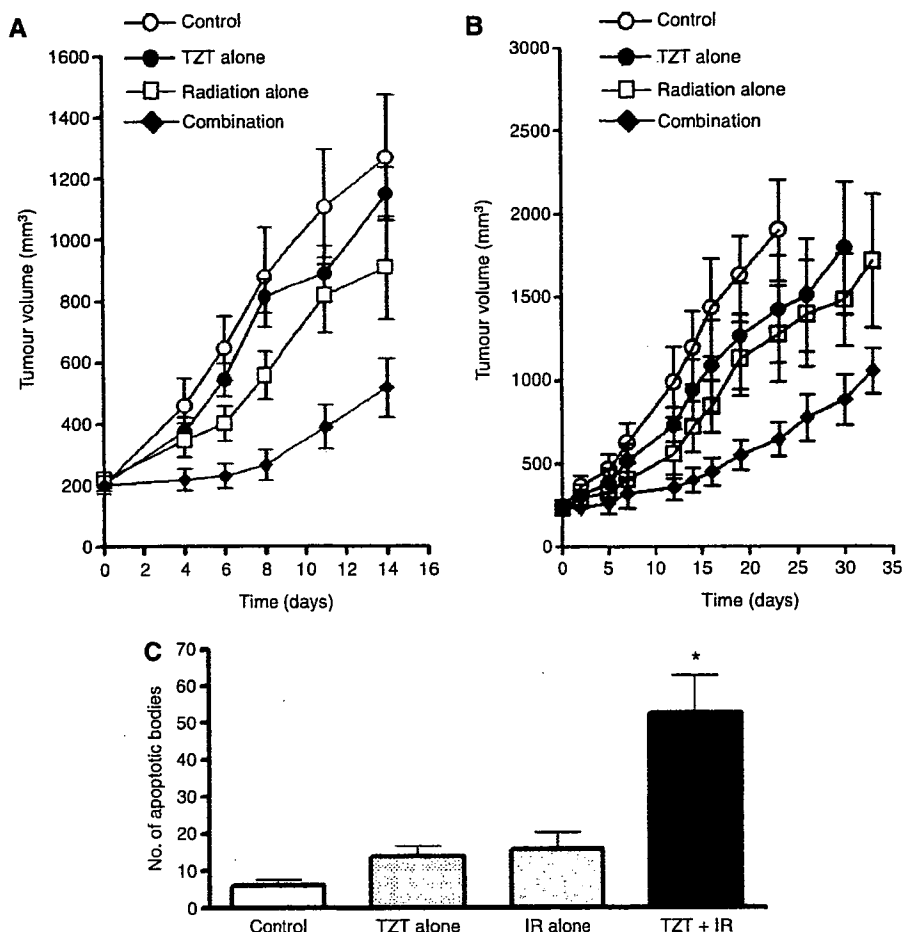 A
Control
TZT alone
Radiation alone
Combination
1600
1400
1200
1000
800
600
400
200
0
Tumour volume (mm³)
0 2 4 6 8 10 12 14 16
Time (days)
B
Control
TZT alone
Radiation alone
Combination
3000
2500
2000
1500
1000
500
0
Tumour volume (mm³)
0 5 10 15 20 25 30 35
Time (days)
C
70
60
50
40
30
20
10
0
No. of apoptotic bodies
*
Control TZT alone IR alone TZT + IR